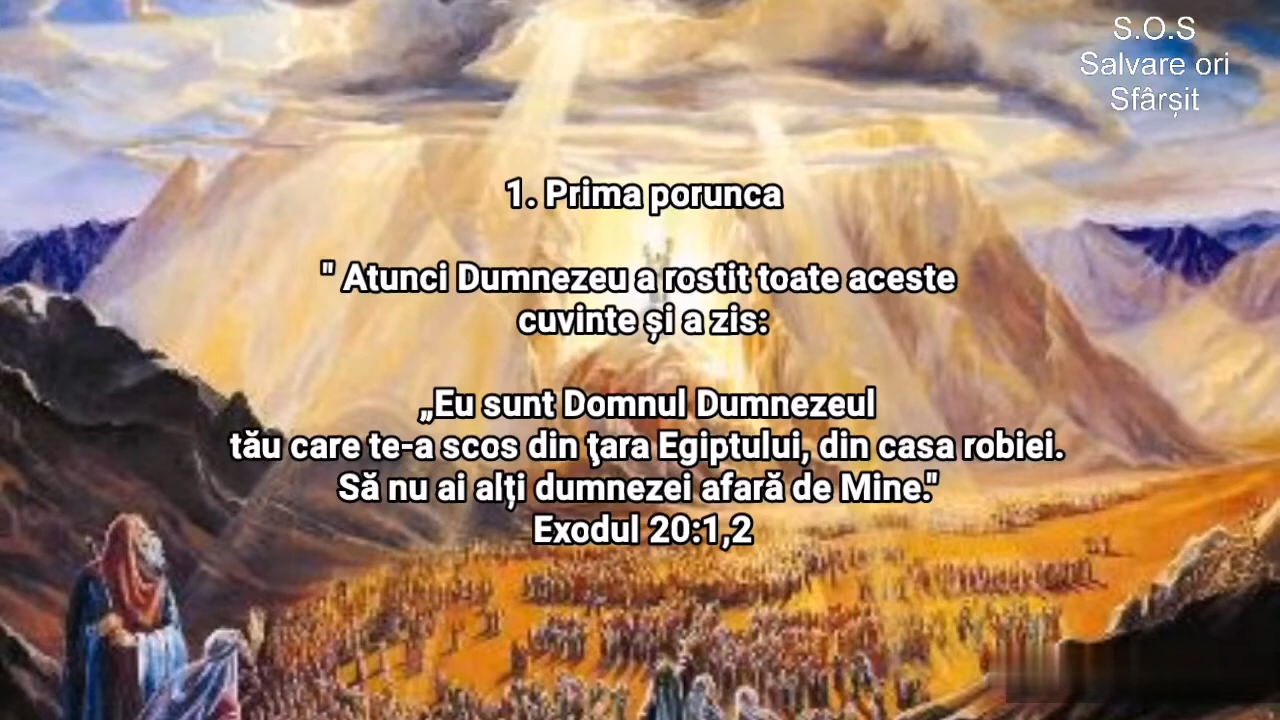 S.O.S
Salvare ori
Sfârșit
1. Prima porunca
" Atunci Dumnezeu a rostit toate aceste
cuvinte și a zis:
„Eu sunt Domnul Dumnezeul
tău care te-a scos din ţara Egiptului, din casa robiei.
Să nu ai alți dumnezei afară de Mine."
Exodul 20:1,2